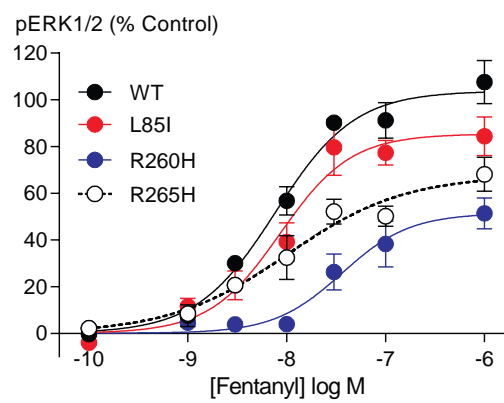 pERK1/2 (% Control)
120
100
80
60
40
20
0
WT
L85I
R260H
R265H
-10 -9 -8 -7 -6
[Fentanyl] log M